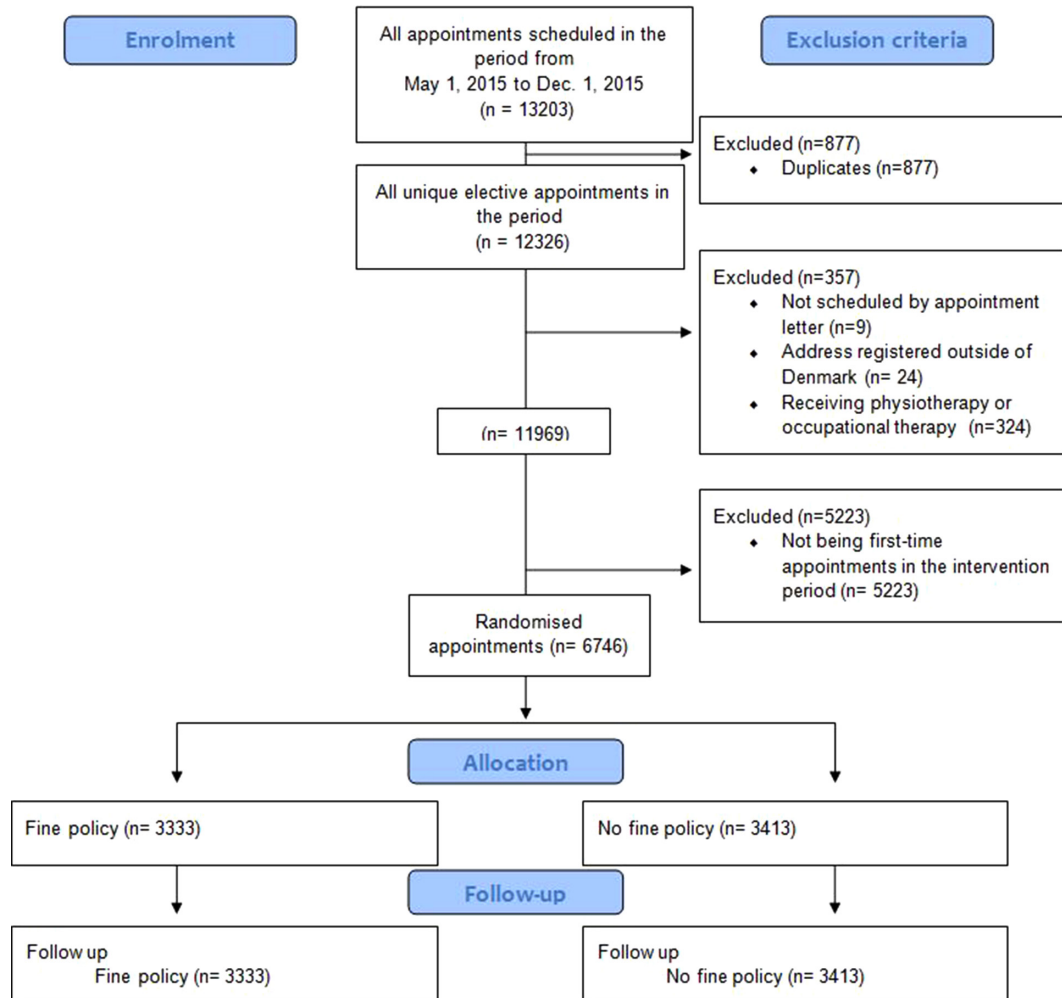 Enrolment
All appointments scheduled in the
period from
May 1, 2015 to Dec. 1, 2015
(n = 13203)
Exclusion criteria
Excluded (n=877)
♦ Duplicates (n=877)
All unique elective appointments in
the period
(n = 12326)
Excluded (n=357)
♦ Not scheduled by appointment
letter (n=9)
♦ Address registered outside of
Denmark (n= 24)
♦ Receiving physiotherapy or
occupational therapy (n=324)
(n= 11969)
Excluded (n=5223)
♦ Not being first-time
appointments in the intervention
period (n= 5223)
Randomised
appointments (n= 6746)
Allocation
Fine policy (n= 3333)
No fine policy (n= 3413)
Follow-up
Follow up
Fine policy (n= 3333)
Follow up
No fine policy (n= 3413)